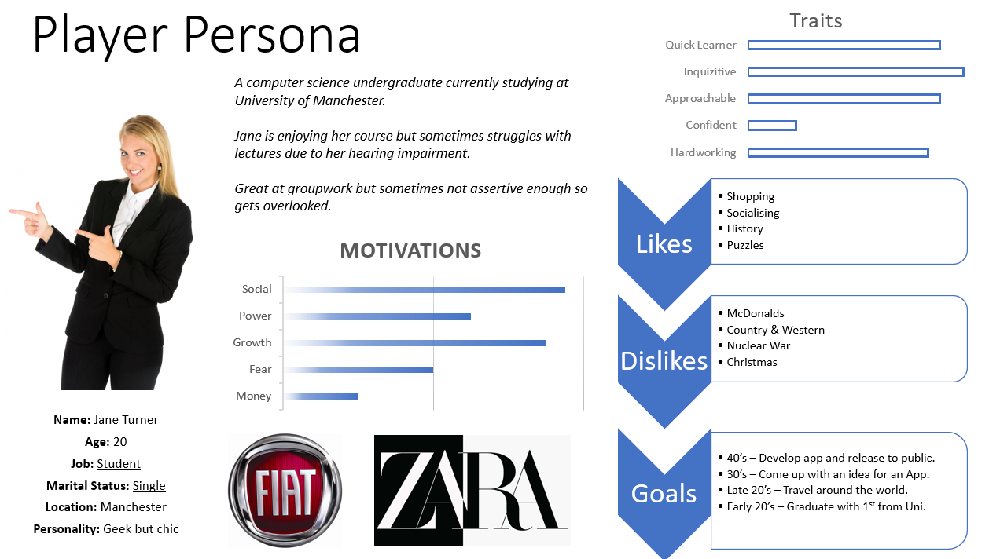 Player Persona
A computer science undergraduate currently studying at
University of Manchester.
Jane is enjoying her course but sometimes struggles with
lectures due to her hearing impairment.
Great at groupwork but sometimes not assertive enough so
gets overlooked.
MOTIVATIONS
Social
Power
Growth
Fear
Money
Name: Jane Turner
Age: 20
Job: Student
Marital Status: Single
Location: Manchester
Personality: Geek but chic
FIAT
ZARA
Traits
Quick Learner
Inquizitive
Approachable
Confident
Hardworking
Likes
• Shopping
• Socialising
• History
• Puzzles
Dislikes
• McDonalds
• Country & Western
• Nuclear War
• Christmas
Goals
• 40’s – Develop app and release to public.
• 30’s – Come up with an idea for an App.
• Late 20’s – Travel around the world.
• Early 20’s – Graduate with 1st from Uni.